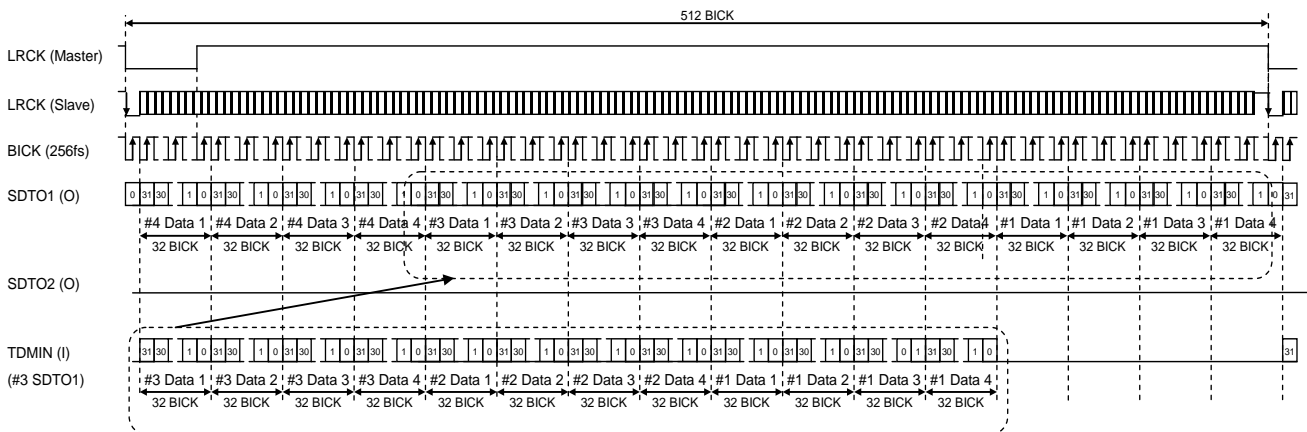 512 BICK
LRCK (Master)
LRCK (Slave)
BICK (256fs)
SDTO1 (O) 0 31 30 1 0 31 30 1 0 31 30 1 0 31 30 1 0 31 30 1 0 31 30 1 0 31 30 1 0 31 30 1 0 31 30 1 0 31 30 1 0 31 30 0 1 31 30 1 0 31 30 1 0 31 30 1 0 31 30 1 0 31 30 1 0 31
#4 Data 1 #4 Data 2 #4 Data 3 #4 Data 4 #3 Data 1 #3 Data 2 #3 Data 3 #3 Data 4 #2 Data 1 #2 Data 2 #2 Data 3 #2 Data 4 #1 Data 1 #1 Data 2 #1 Data 3 #1 Data 4
32 BICK 32 BICK 32 BICK 32 BICK 32 BICK 32 BICK 32 BICK 32 BICK 32 BICK 32 BICK 32 BICK 32 BICK 32 BICK 32 BICK 32 BICK 32 BICK
SDTO2 (O)
TDMIN (I) 31 30 1 0 31 30 1 0 31 30 1 0 31 30 1 0 31 30 1 0 31 30 1 0 31 30 1 0 31 30 1 0 31 30 1 0 31 30 1 0 31 30 0 1 31 30 1 0 31
(#3 SDTO1) #3 Data 1 #3 Data 2 #3 Data 3 #3 Data 4 #2 Data 1 #2 Data 2 #2 Data 3 #2 Data 4 #1 Data 1 #1 Data 2 #1 Data 3 #1 Data 4
32 BICK 32 BICK 32 BICK 32 BICK 32 BICK 32 BICK 32 BICK 32 BICK 32 BICK 32 BICK 32 BICK 32 BICK